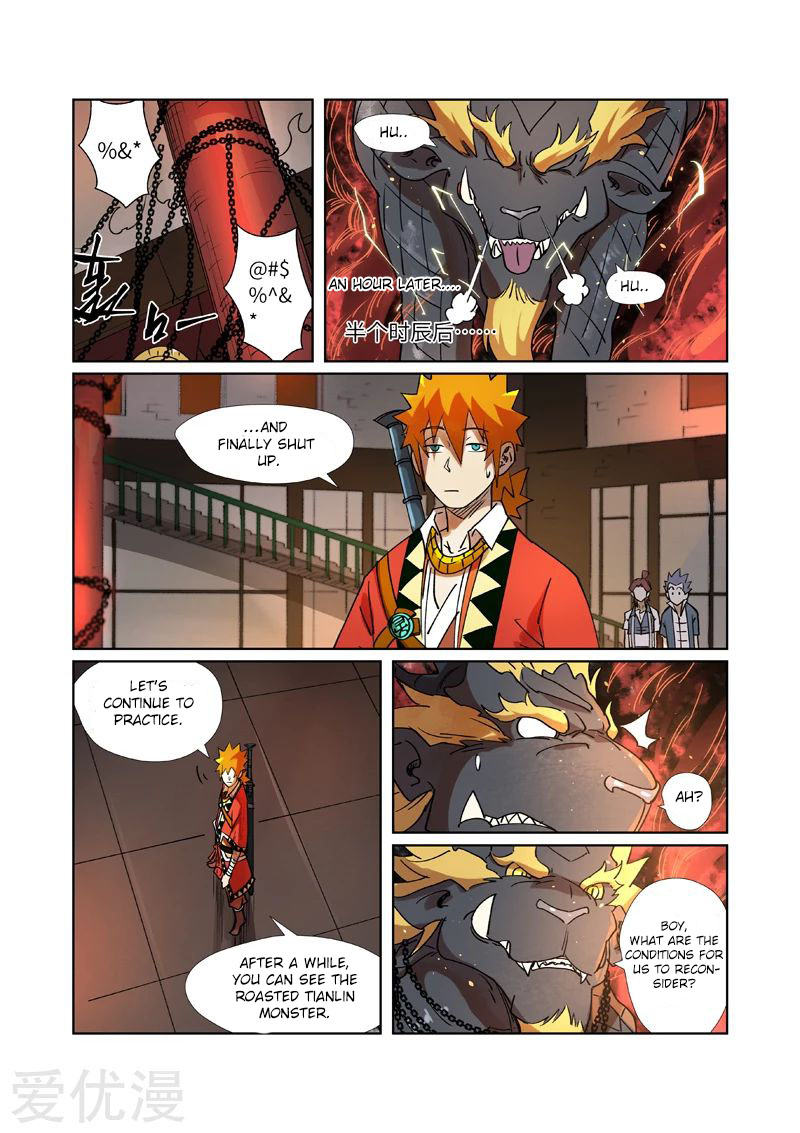 %&*
@#$
%^&
*
HU..
AN HOUR LATER....
半个时辰后……
HU..
...AND
FINALLY SHUT
UP.
LET'S
CONTINUE TO
PRACTICE.
AFTER A WHILE,
YOU CAN SEE THE
ROASTED TIANLIN
MONSTER.
AH?
BOY,
WHAT ARE THE
CONDITIONS FOR
US TO RECON-
SIDER?
爱优漫